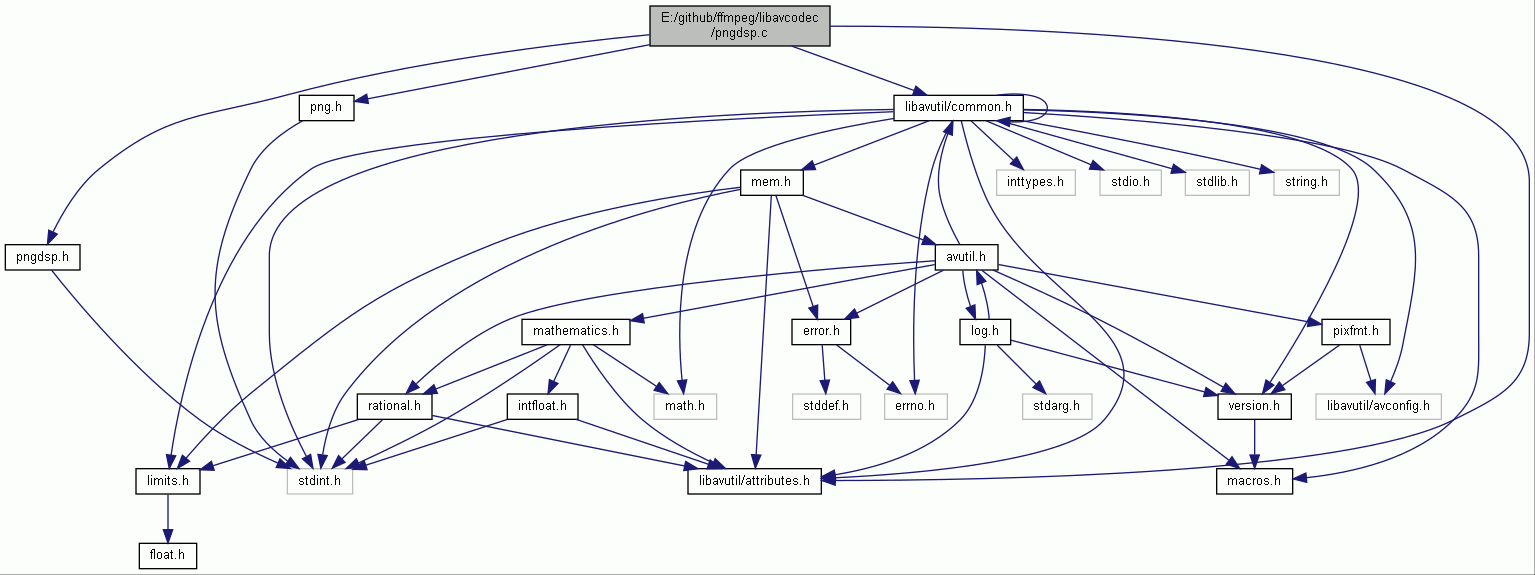 E:/github/ffmpeg/libavcodec
/pngdsp.c
png.h
libavutil/common.h
mem.h
inttypes.h
stdio.h
stdlib.h
string.h
pngdsp.h
avutil.h
mathematics.h
error.h
log.h
pixfmt.h
rational.h
intfloat.h
math.h
stddef.h
errno.h
stdarg.h
version.h
libavutil/avconfig.h
limits.h
stdint.h
libavutil/attributes.h
macros.h
float.h